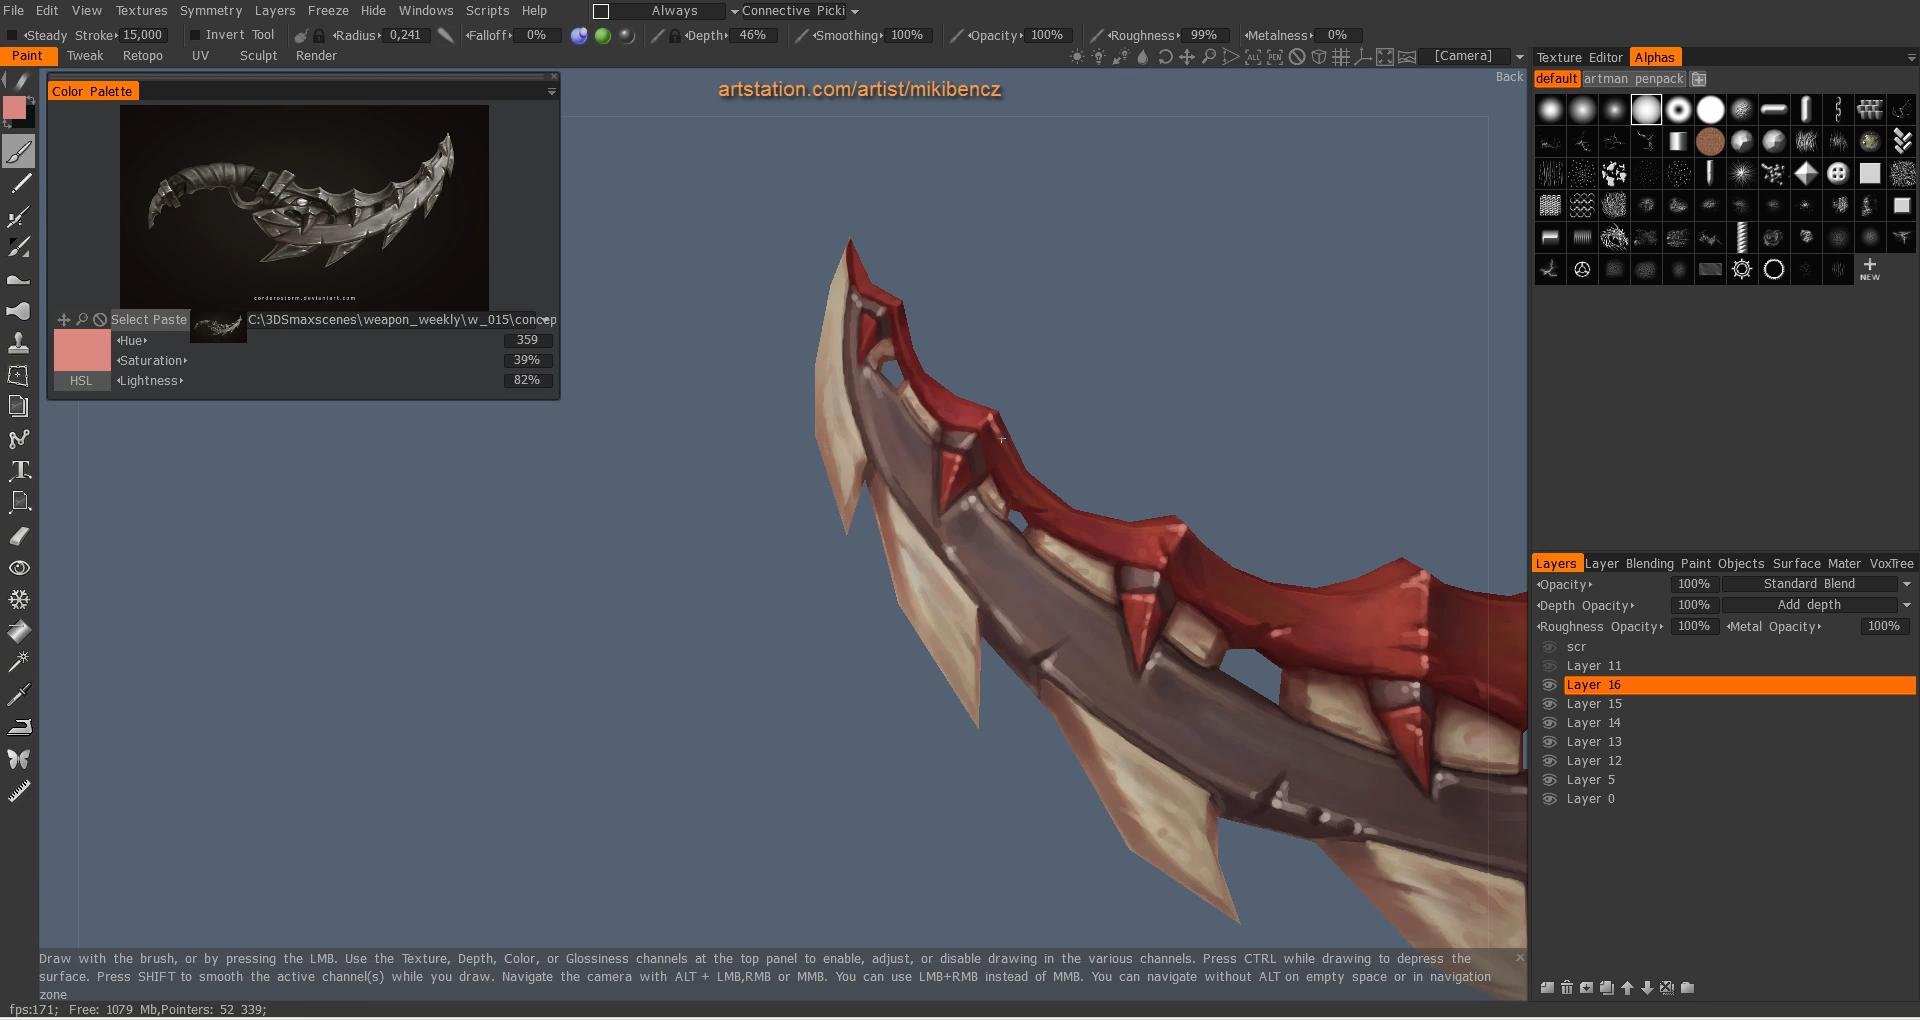 File Edit View Textures Symmetry Layers Freeze Hide Windows Scripts Help Always Connective Picki
Steady Stroke 15,000 Invert Tool Radius 0,241 Falloff 0% Depth 46% Smoothing 100% Opacity 100% Roughness 99% Metalness 0%
Paint Tweak Retopo UV Sculpt Render ALL PEN [Camera]
Back
artstation.com/artist/mikibencz
Color Palette
corderostorm.deviantart.com
Select Paste C:\3DSmaxscenes\weapon_weekly\w_015\concep
Hue 359
Saturation 39%
HSL Lightness 82%
Texture Editor Alphas
default artman penpack
NEW
Layers Layer Blending Paint Objects Surface Mater VoxTree
Opacity 100% Standard Blend
Depth Opacity 100% Add depth
Roughness Opacity 100% Metal Opacity 100%
scr
Layer 11
Layer 16
Layer 15
Layer 14
Layer 13
Layer 12
Layer 5
Layer 0
Draw with the brush, or by pressing the LMB. Use the Texture, Depth, Color, or Glossiness channels at the top panel to enable, adjust, or disable drawing in the various channels. Press CTRL while drawing to depress the
surface. Press SHIFT to smooth the active channel(s) while you draw. Navigate the camera with ALT + LMB,RMB or MMB. You can use LMB+RMB instead of MMB. You can navigate without ALT on empty space or in navigation
zone
fps:171; Free: 1079 Mb,Pointers: 52 339;